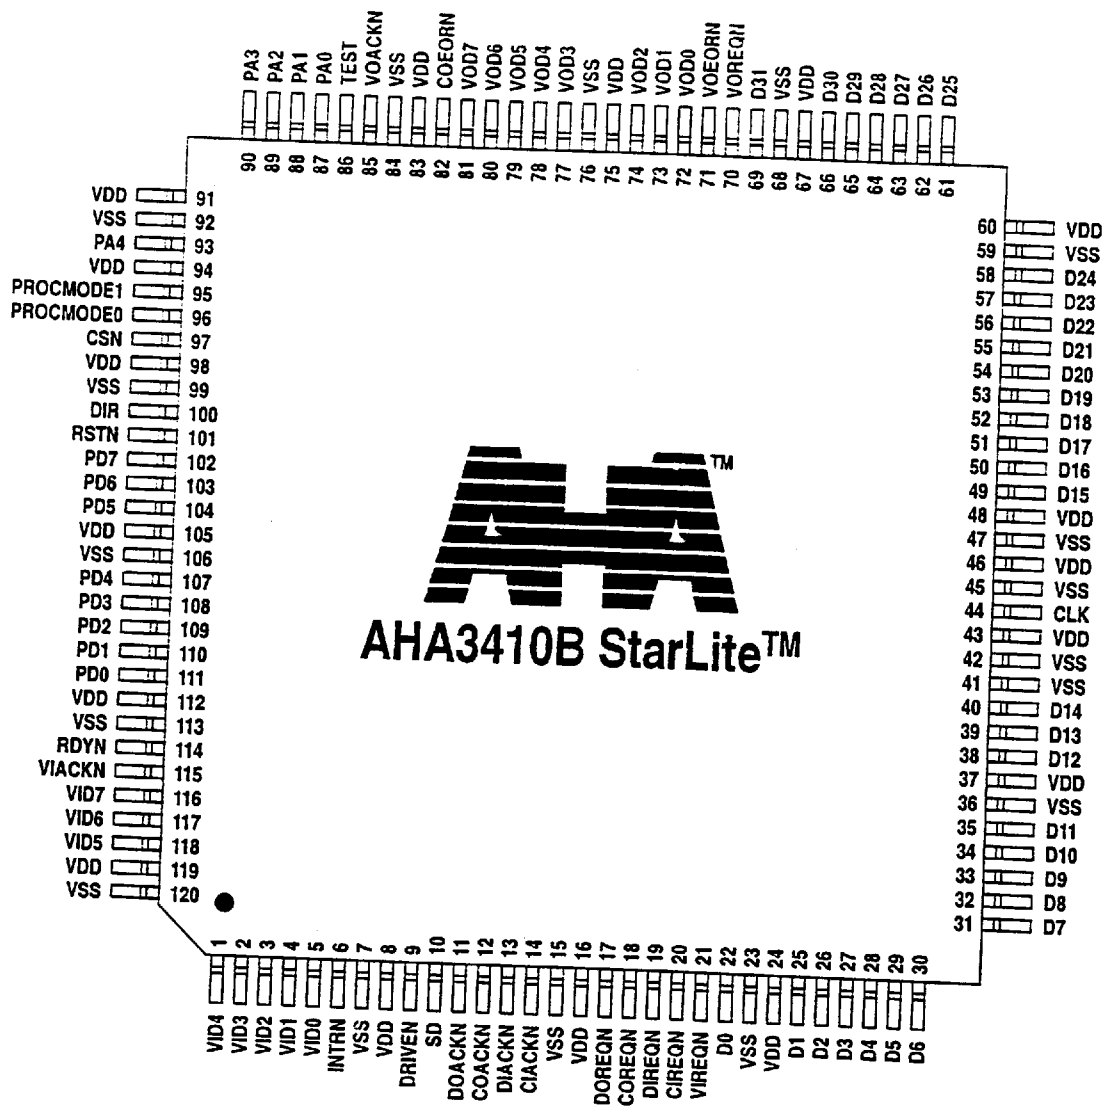 PA3 PA2 PA1 PA0 TEST VOACKN VSS VDD COEORN VOD7 VOD6 VOD5 VOD4 VOD3 VSS VDD VOD2 VOD1 VOD0 VOEORN VOREQN D31 VSS VDD D30 D29 D28 D27 D26 D25
90 89 88 87 86 85 84 83 82 81 80 79 78 77 76 75 74 73 72 71 70 69 68 67 66 65 64 63 62 61
VDD 91
VSS 92
PA4 93
VDD 94
PROCMODE1 95
PROCMODE0 96
CSN 97
VDD 98
VSS 99
DIR 100
RSTN 101
PD7 102
PD6 103
PD5 104
VDD 105
VSS 106
PD4 107
PD3 108
PD2 109
PD1 110
PD0 111
VDD 112
VSS 113
RDYN 114
VIACKN 115
VID7 116
VID6 117
VID5 118
VDD 119
VSS 120
TM
AHA3410B StarLite™
60 VDD
59 VSS
58 D24
57 D23
56 D22
55 D21
54 D20
53 D19
52 D18
51 D17
50 D16
49 D15
48 VDD
47 VSS
46 VDD
45 VSS
44 CLK
43 VDD
42 VSS
41 VSS
40 D14
39 D13
38 D12
37 VDD
36 VSS
35 D11
34 D10
33 D9
32 D8
31 D7
1 2 3 4 5 6 7 8 9 10 11 12 13 14 15 16 17 18 19 20 21 22 23 24 25 26 27 28 29 30
VID4 VID3 VID2 VID1 VID0 INTRN VSS VDD DRIVEN SD DOACKN COACKN DIACKN CIACKN VSS VDD DOREQN COREQN DIREQN CIREQN VIREQN D0 VSS VDD D1 D2 D3 D4 D5 D6